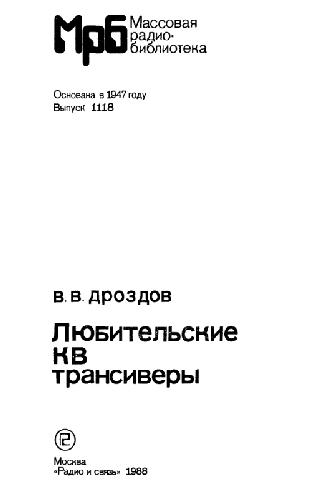 Мрб
Массовая
радио-
библиотека
Основана в 1947 году
Выпуск 1118
В. В. ДРОЗДОВ
Любительские
КВ
трансиверы
Москва
«Радио и связь» 1988